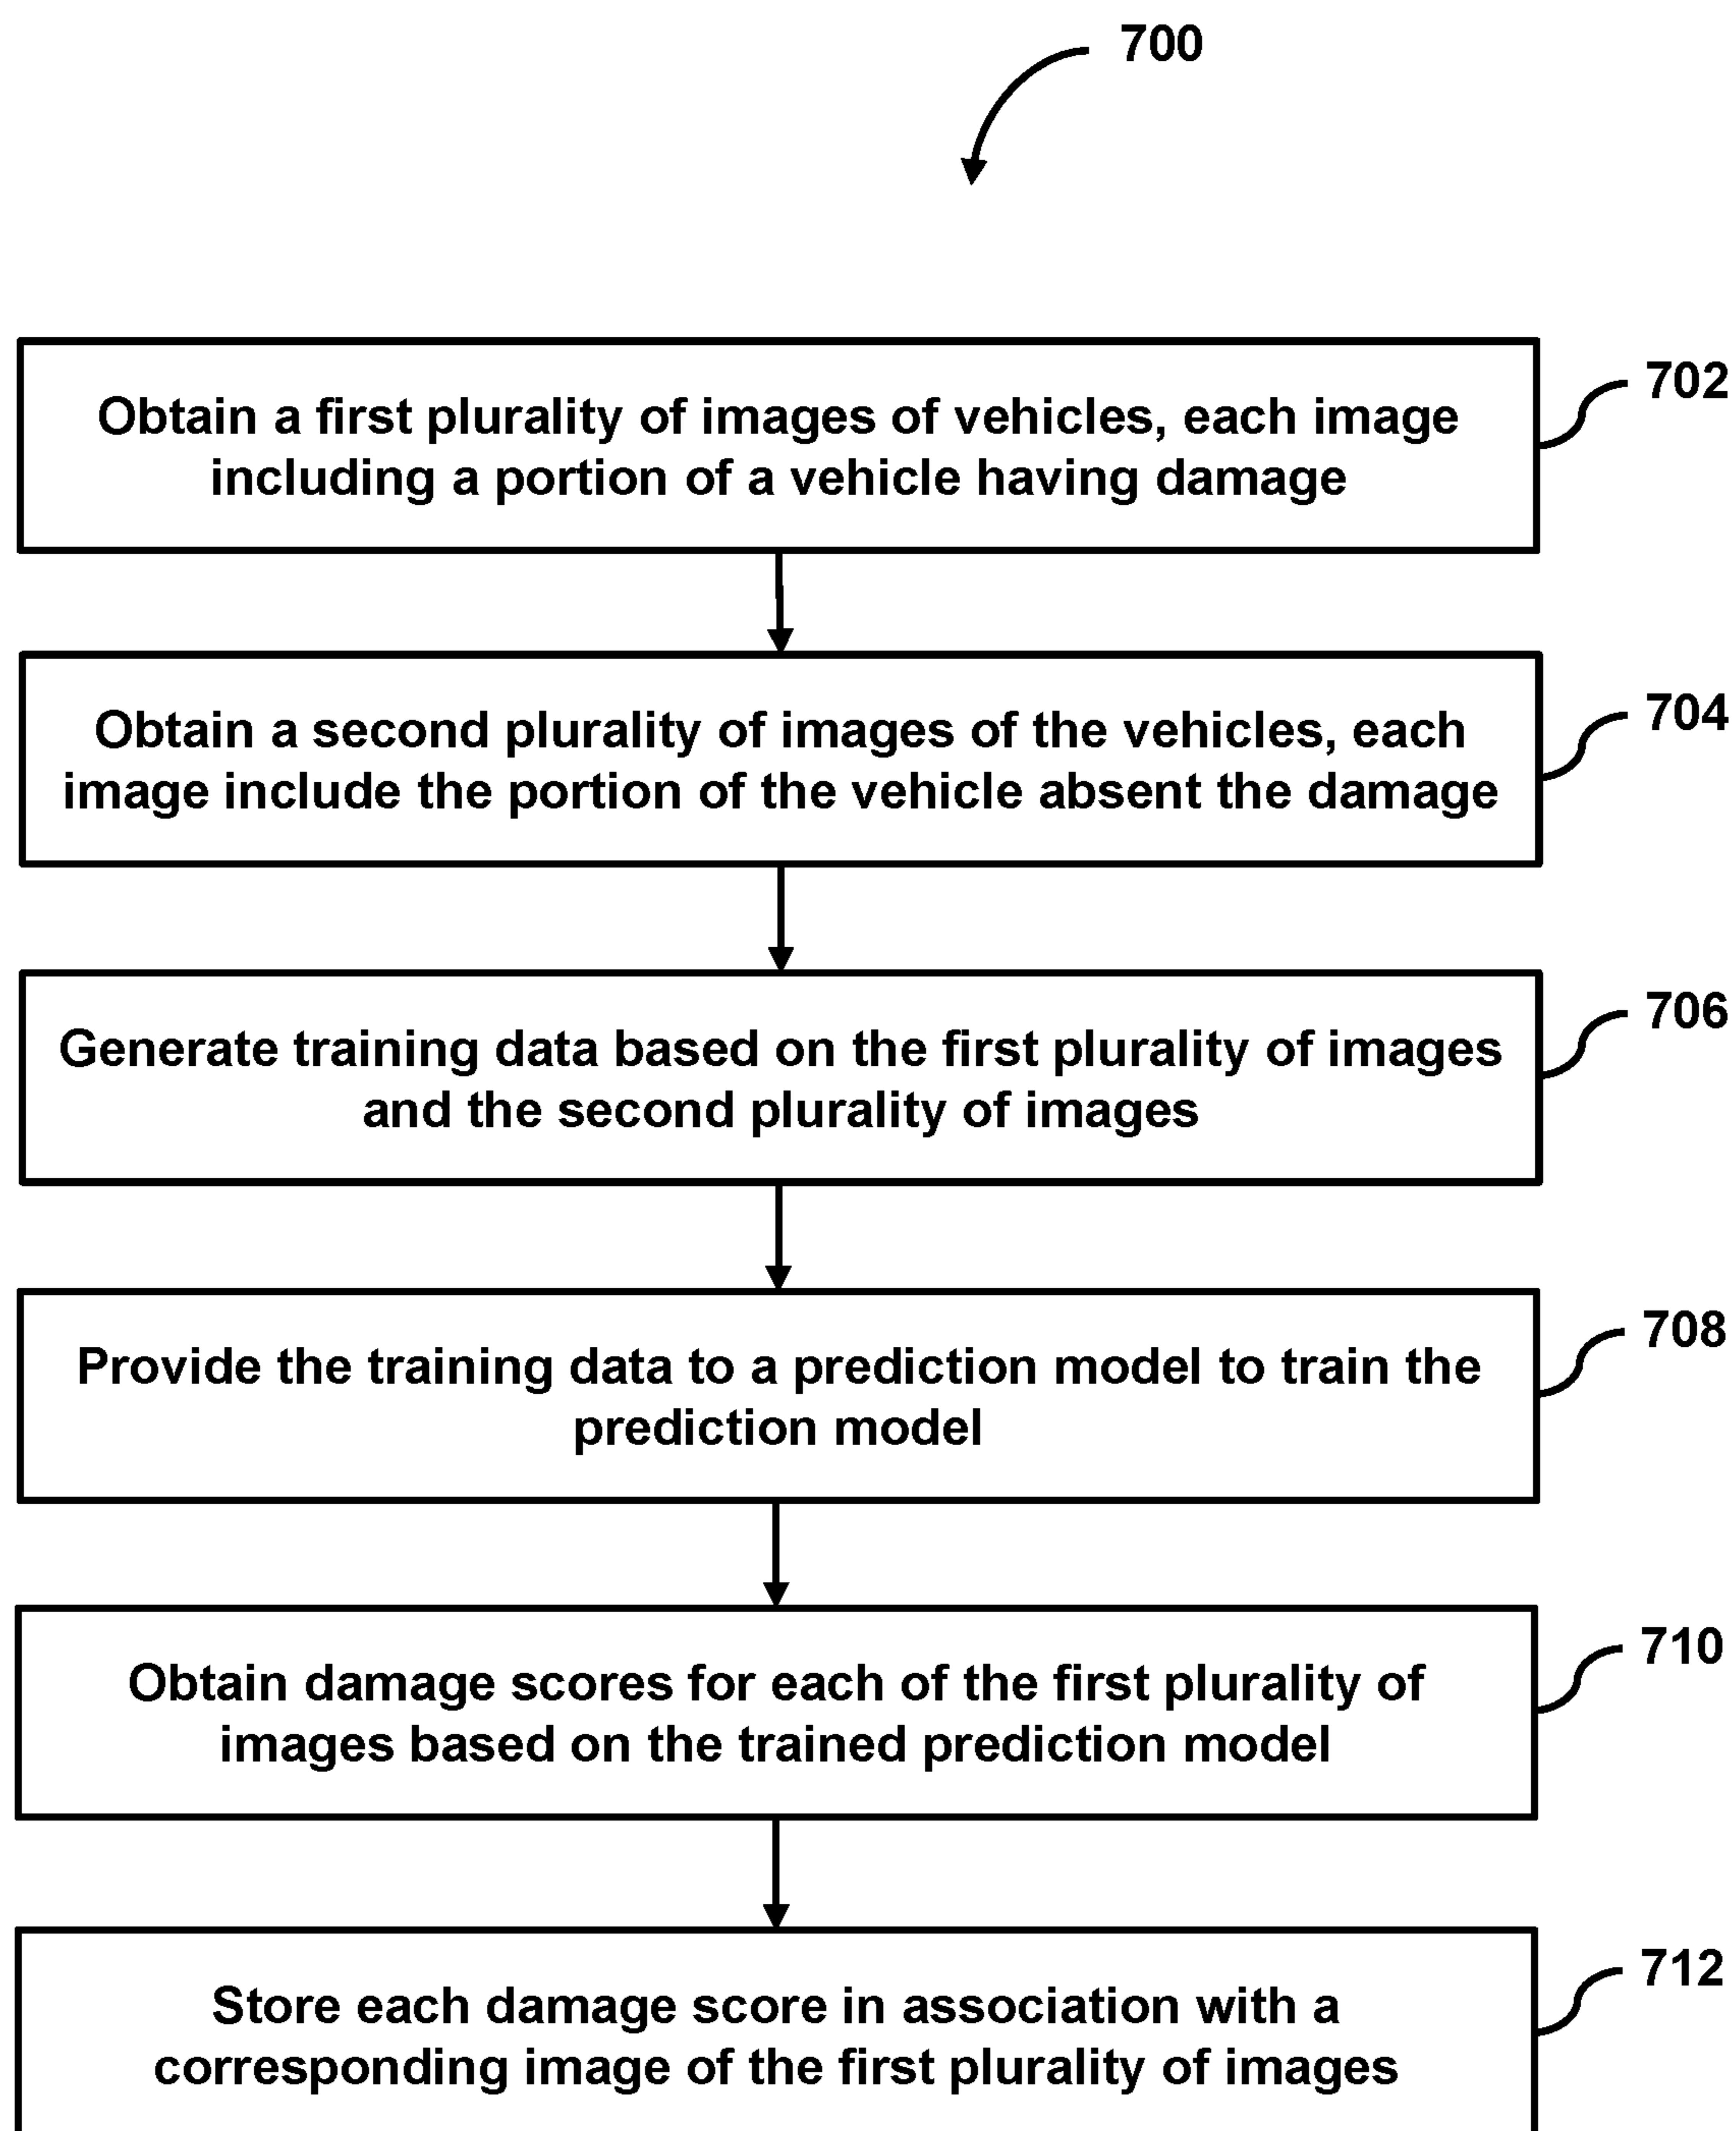 700
Obtain a first plurality of images of vehicles, each image
including a portion of a vehicle having damage
702
Obtain a second plurality of images of the vehicles, each
image include the portion of the vehicle absent the damage
704
Generate training data based on the first plurality of images
and the second plurality of images
706
Provide the training data to a prediction model to train the
prediction model
708
Obtain damage scores for each of the first plurality of
images based on the trained prediction model
710
Store each damage score in association with a
corresponding image of the first plurality of images
712